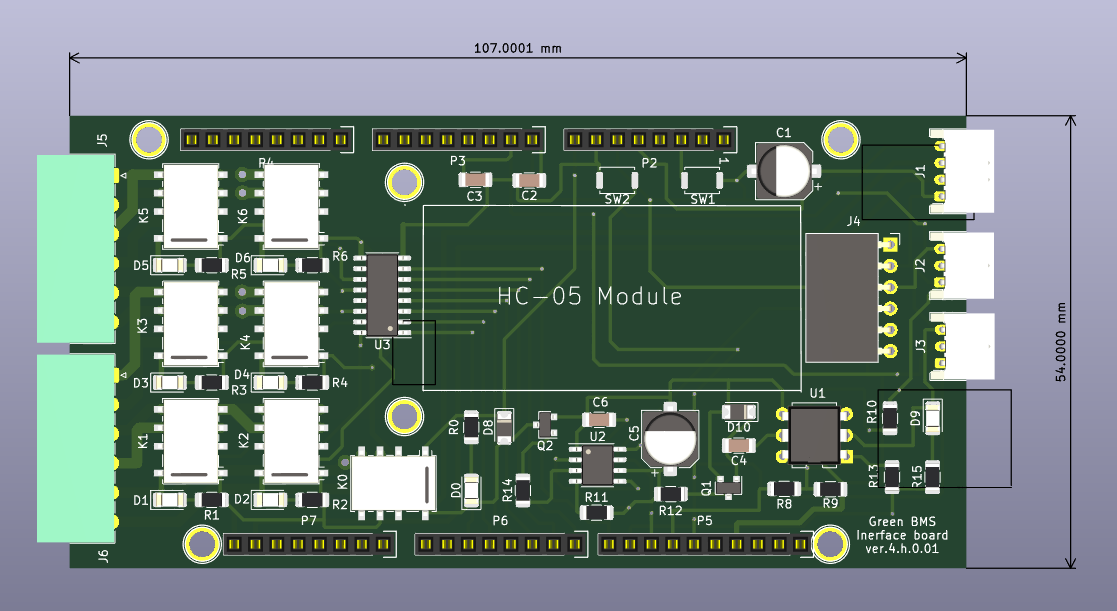 107.0001 mm
J5
P4
P3
P2
1
C1
+
J1
K5
K6
C3
C2
SW2
SW1
J4
D5
R5
D6
R6
HC-05 Module
J2
K3
K4
U3
J3
54.0000 mm
D3
R3
D4
R4
U1
K1
K2
R0
D8
Q2
C6
U2
C5
+
D10
C4
R10
D9
K0
D0
R14
R11
R12
Q1
R8
R9
R13
R15
D1
R1
D2
R2
P7
P6
P5
J6
Green BMS
Inerface board
ver.4.h.0.01